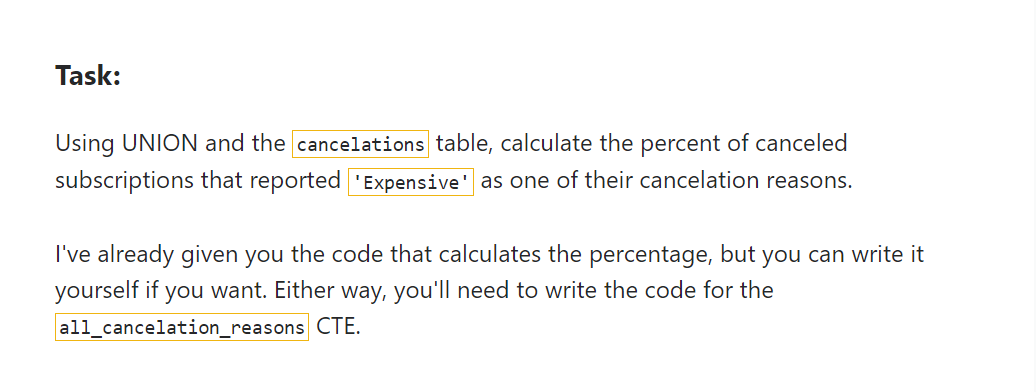 Task:
Using UNION and the cancelations table, calculate the percent of canceled
subscriptions that reported 'Expensive' as one of their cancelation reasons.
I've already given you the code that calculates the percentage, but you can write it
yourself if you want. Either way, you'll need to write the code for the
all_cancelation_reasons CTE.